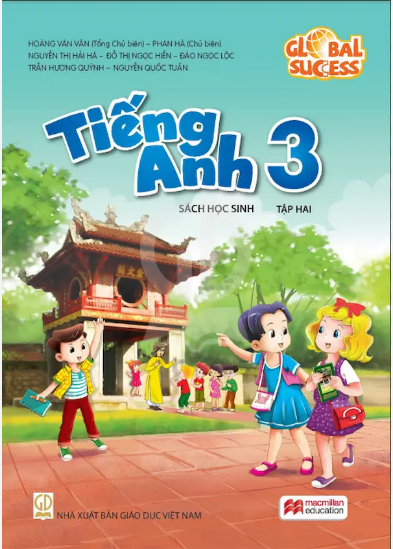 HOÀNG VĂN VÂN (Tổng Chủ biên) – PHAN HÀ (Chủ biên)
NGUYỄN THỊ HẢI HÀ – ĐỖ THỊ NGỌC HIỀN – ĐÀO NGỌC LỘC
TRẦN HƯƠNG QUỲNH – NGUYỄN QUỐC TUẤN
GLOBAL
SUCCESS
Tiếng
Anh 3
SÁCH HỌC SINH
TẬP HAI
NHÀ XUẤT BẢN GIÁO DỤC VIỆT NAM
macmillan
education